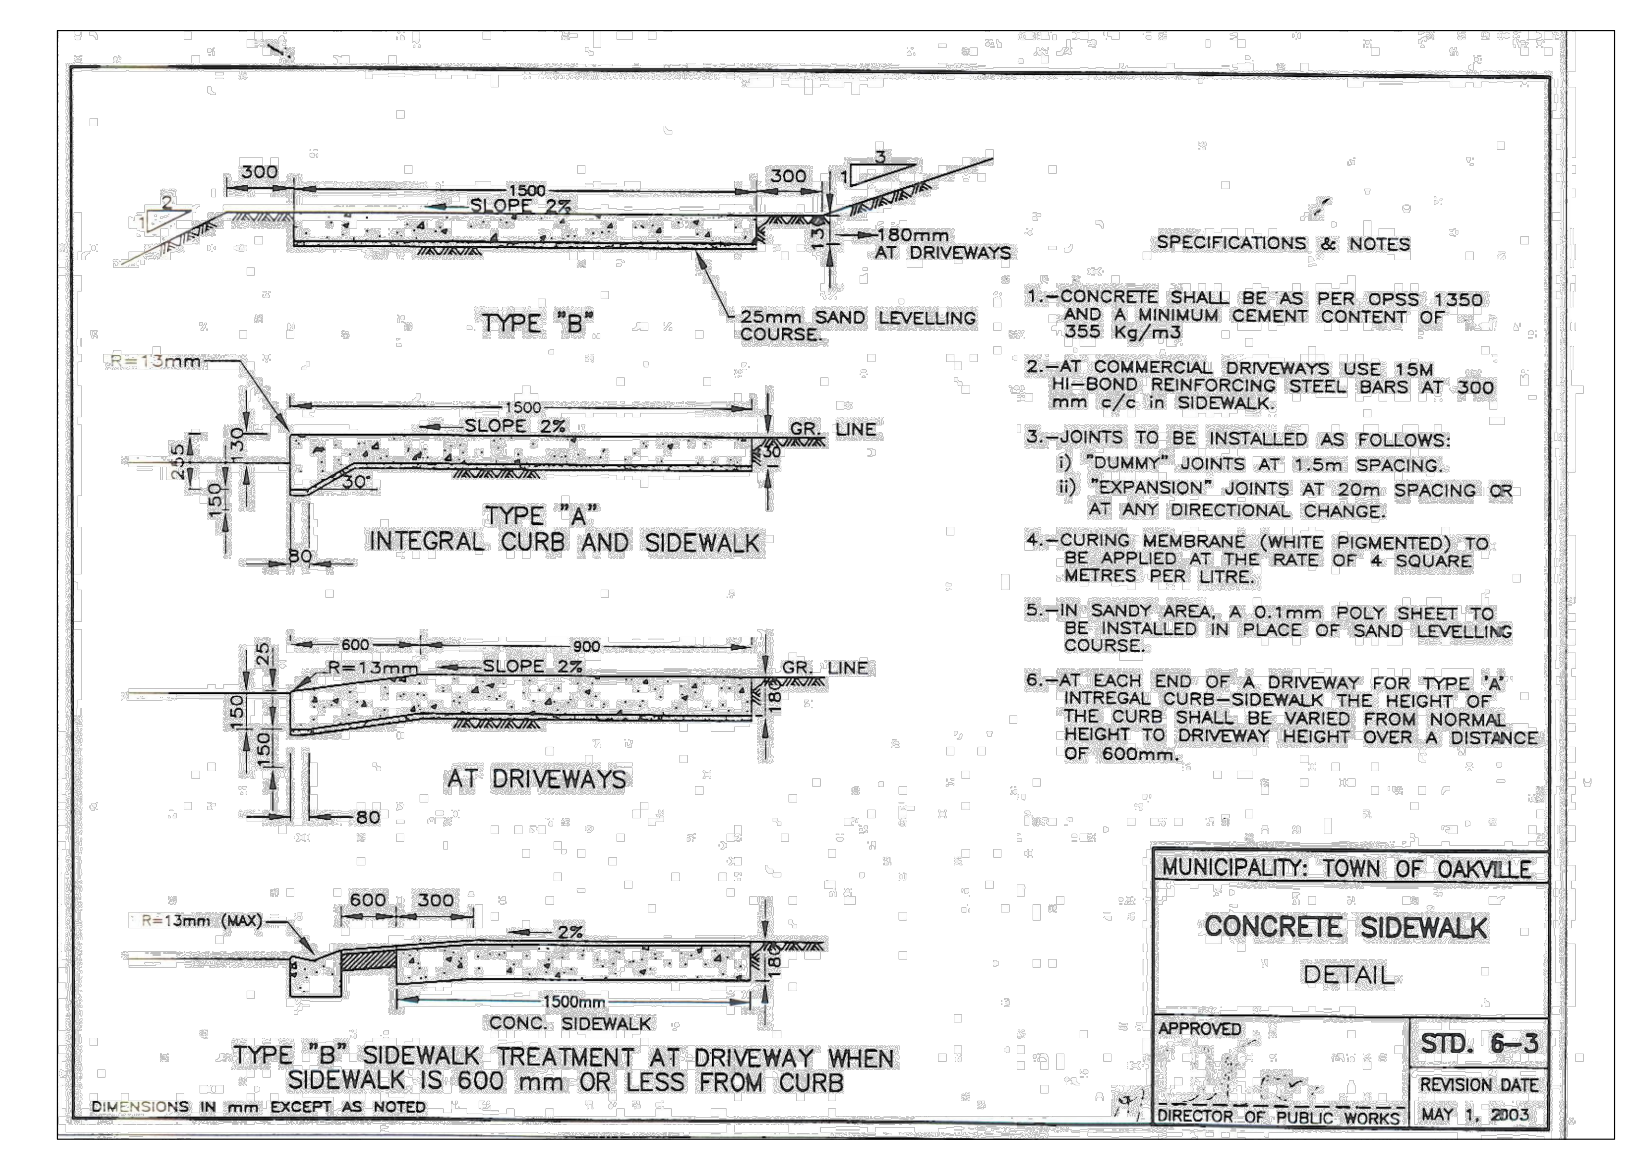 300
1500
300
3
1
2
1
SLOPE 2%
130
180mm
AT DRIVEWAYS
TYPE "B"
25mm SAND LEVELLING
COURSE.
R=13mm
1500
SLOPE 2%
GR. LINE
255
130
150
30°
130
80
TYPE "A"
INTEGRAL CURB AND SIDEWALK
600
900
25
R=13mm
SLOPE 2%
GR. LINE
150
150
180
80
AT DRIVEWAYS
600
300
R=13mm (MAX)
2%
180
1500mm
CONC. SIDEWALK
TYPE "B" SIDEWALK TREATMENT AT DRIVEWAY WHEN
SIDEWALK IS 600 mm OR LESS FROM CURB
DIMENSIONS IN mm EXCEPT AS NOTED
SPECIFICATIONS & NOTES
1.-CONCRETE SHALL BE AS PER OPSS 1350
AND A MINIMUM CEMENT CONTENT OF
355 Kg/m3
2.-AT COMMERCIAL DRIVEWAYS USE 15M
HI-BOND REINFORCING STEEL BARS AT 300
mm c/c in SIDEWALK.
3.-JOINTS TO BE INSTALLED AS FOLLOWS:
i) "DUMMY" JOINTS AT 1.5m SPACING.
ii) "EXPANSION" JOINTS AT 20m SPACING OR
AT ANY DIRECTIONAL CHANGE.
4.-CURING MEMBRANE (WHITE PIGMENTED) TO
BE APPLIED AT THE RATE OF 4 SQUARE
METRES PER LITRE.
5.-IN SANDY AREA, A 0.1mm POLY SHEET TO
BE INSTALLED IN PLACE OF SAND LEVELLING
COURSE.
6.-AT EACH END OF A DRIVEWAY FOR TYPE 'A'
INTREGAL CURB-SIDEWALK THE HEIGHT OF
THE CURB SHALL BE VARIED FROM NORMAL
HEIGHT TO DRIVEWAY HEIGHT OVER A DISTANCE
OF 600mm.
MUNICIPALITY: TOWN OF OAKVILLE
CONCRETE SIDEWALK
DETAIL
APPROVED
DIRECTOR OF PUBLIC WORKS
STD. 6-3
REVISION DATE
MAY 1, 2003